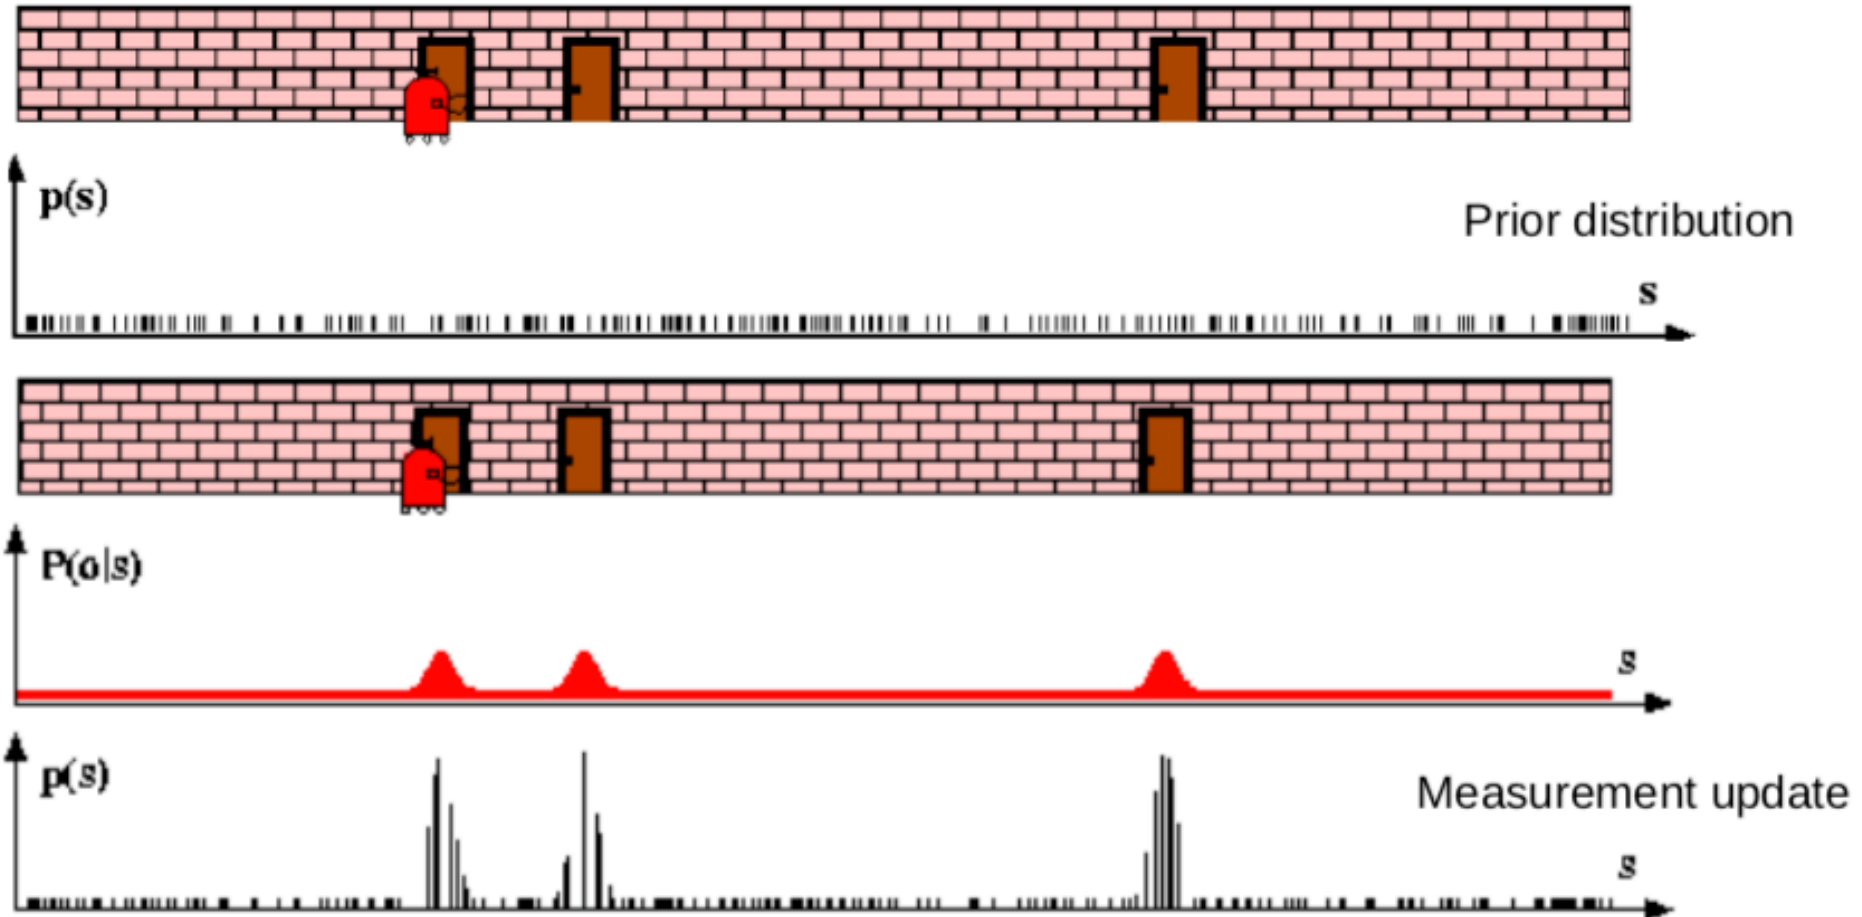 p(s)
Prior distribution
s
P(o|s)
s
p(s)
Measurement update
s